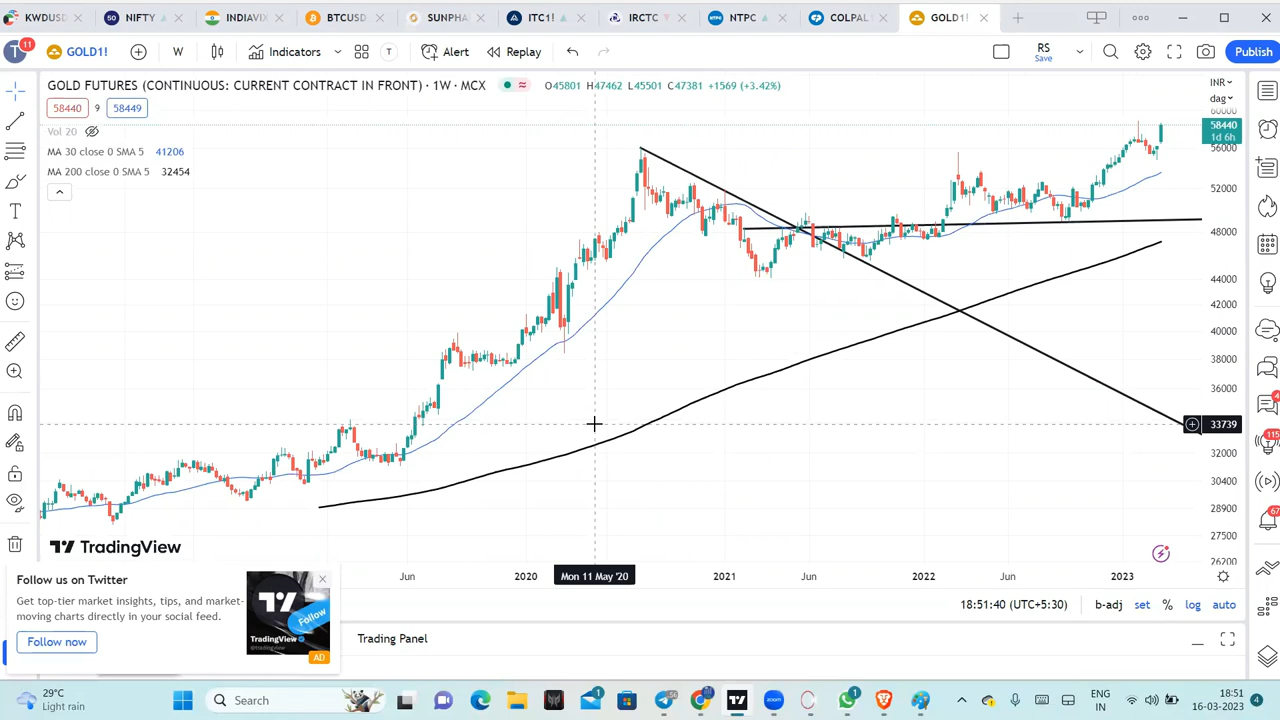 KWDUSD NIFTY INDIAVIX BTCUSD SUNPHA ITC1! IRCTC NTPC COLPAL GOLD1!
T 11 GOLD1! W Indicators T Alert Replay RS Save Publish
GOLD FUTURES (CONTINUOUS: CURRENT CONTRACT IN FRONT) · 1W · MCX O45801 H47462 L45501 C47381 +1569 (+3.42%)
INR
dag
58440 9 58449
Vol 20
MA 30 close 0 SMA 5 41206
MA 200 close 0 SMA 5 32454
60000
58440
1d 6h
56000
52000
48000
44000
42000
40000
38000
36000
33739
32000
30400
28900
27500
26200
TradingView
Jun 2020 Mon 11 May '20 2021 Jun 2022 Jun 2023
Follow us on Twitter
Get top-tier market insights, tips, and market-
moving charts directly in your social feed.
Follow now
Follow
TradingView
@tradingview
AD
18:51:40 (UTC+5:30) b-adj set % log auto
Trading Panel
29°C
Light rain
Search
ENG
IN
18:51
16-03-2023
4